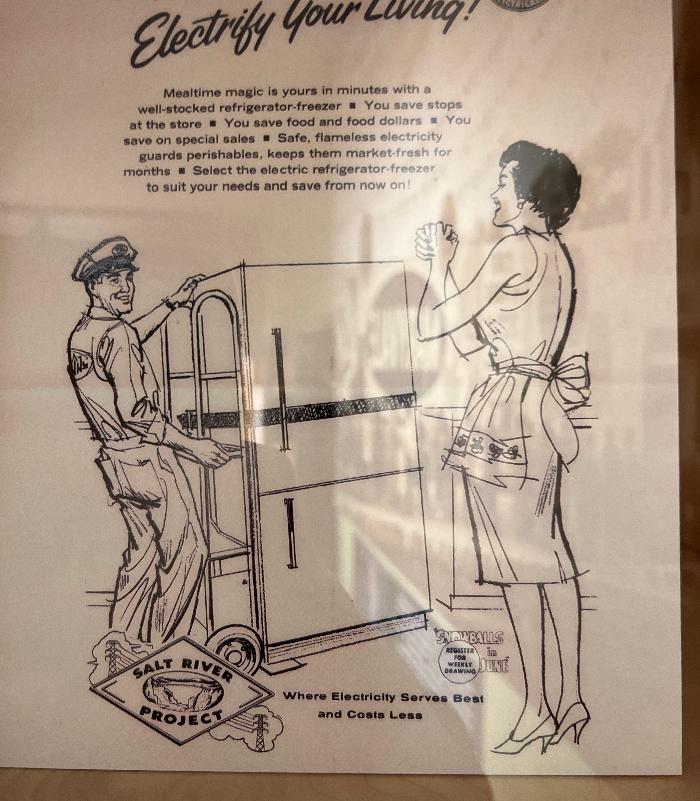 Electrify Your Living!
Mealtime magic is yours in minutes with a
well-stocked refrigerator-freezer ■ You save stops
at the store ■ You save food and food dollars ■ You
save on special sales ■ Safe, flameless electricity
guards perishables, keeps them market-fresh for
months ■ Select the electric refrigerator-freezer
to suit your needs and save from now on!
"SNOWBALLS
in
JUNE"
REGISTER
FOR
WEEKLY
DRAWING
SALT RIVER
PROJECT
Where Electricity Serves Best
and Costs Less